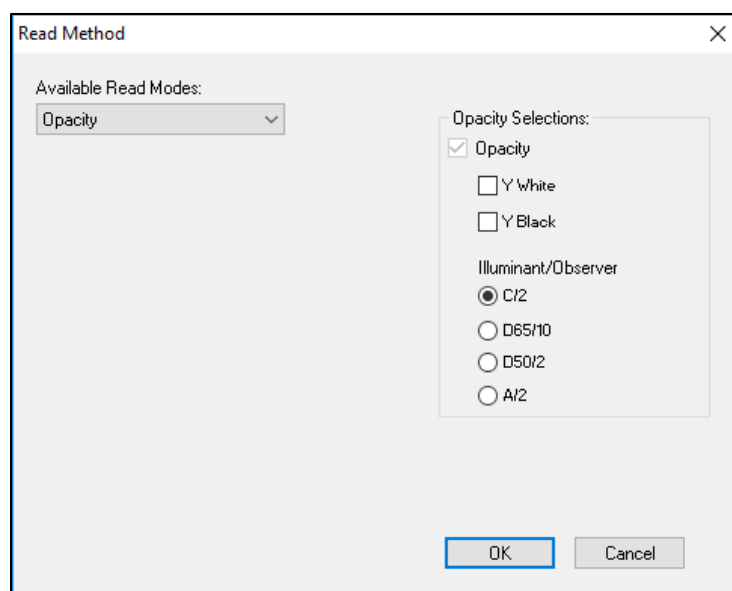 Read Method
Available Read Modes:
Opacity
Opacity Selections:
Opacity
Y White
Y Black
Illuminant/Observer
C/2
D65/10
D50/2
A/2
OK
Cancel